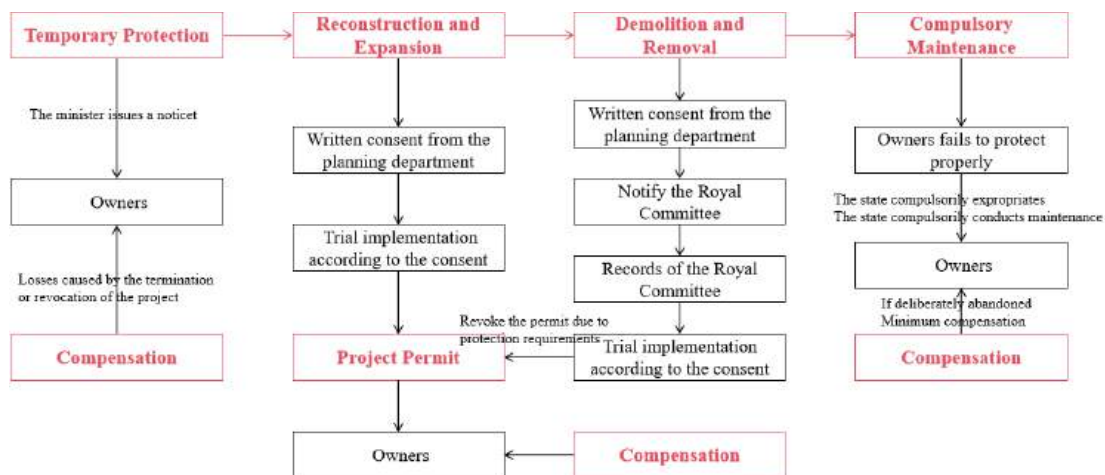 Temporary Protection
Reconstruction and
Expansion
Demolition and
Removal
Compulsory
Maintenance
The minister issues a noticet
Owners
Losses caused by the termination
or revocation of the project
Compensation
Written consent from the
planning department
Trial implementation
according to the consent
Project Permit
Owners
Written consent from the
planning department
Notify the Royal
Committee
Records of the Royal
Committee
Revoke the permit due to
protection requirements
Trial implementation
according to the consent
Compensation
Owners fails to protect
properly
The state compulsorily expropriates
The state compulsorily conducts maintenance
Owners
If deliberately abandoned
Minimum compensation
Compensation